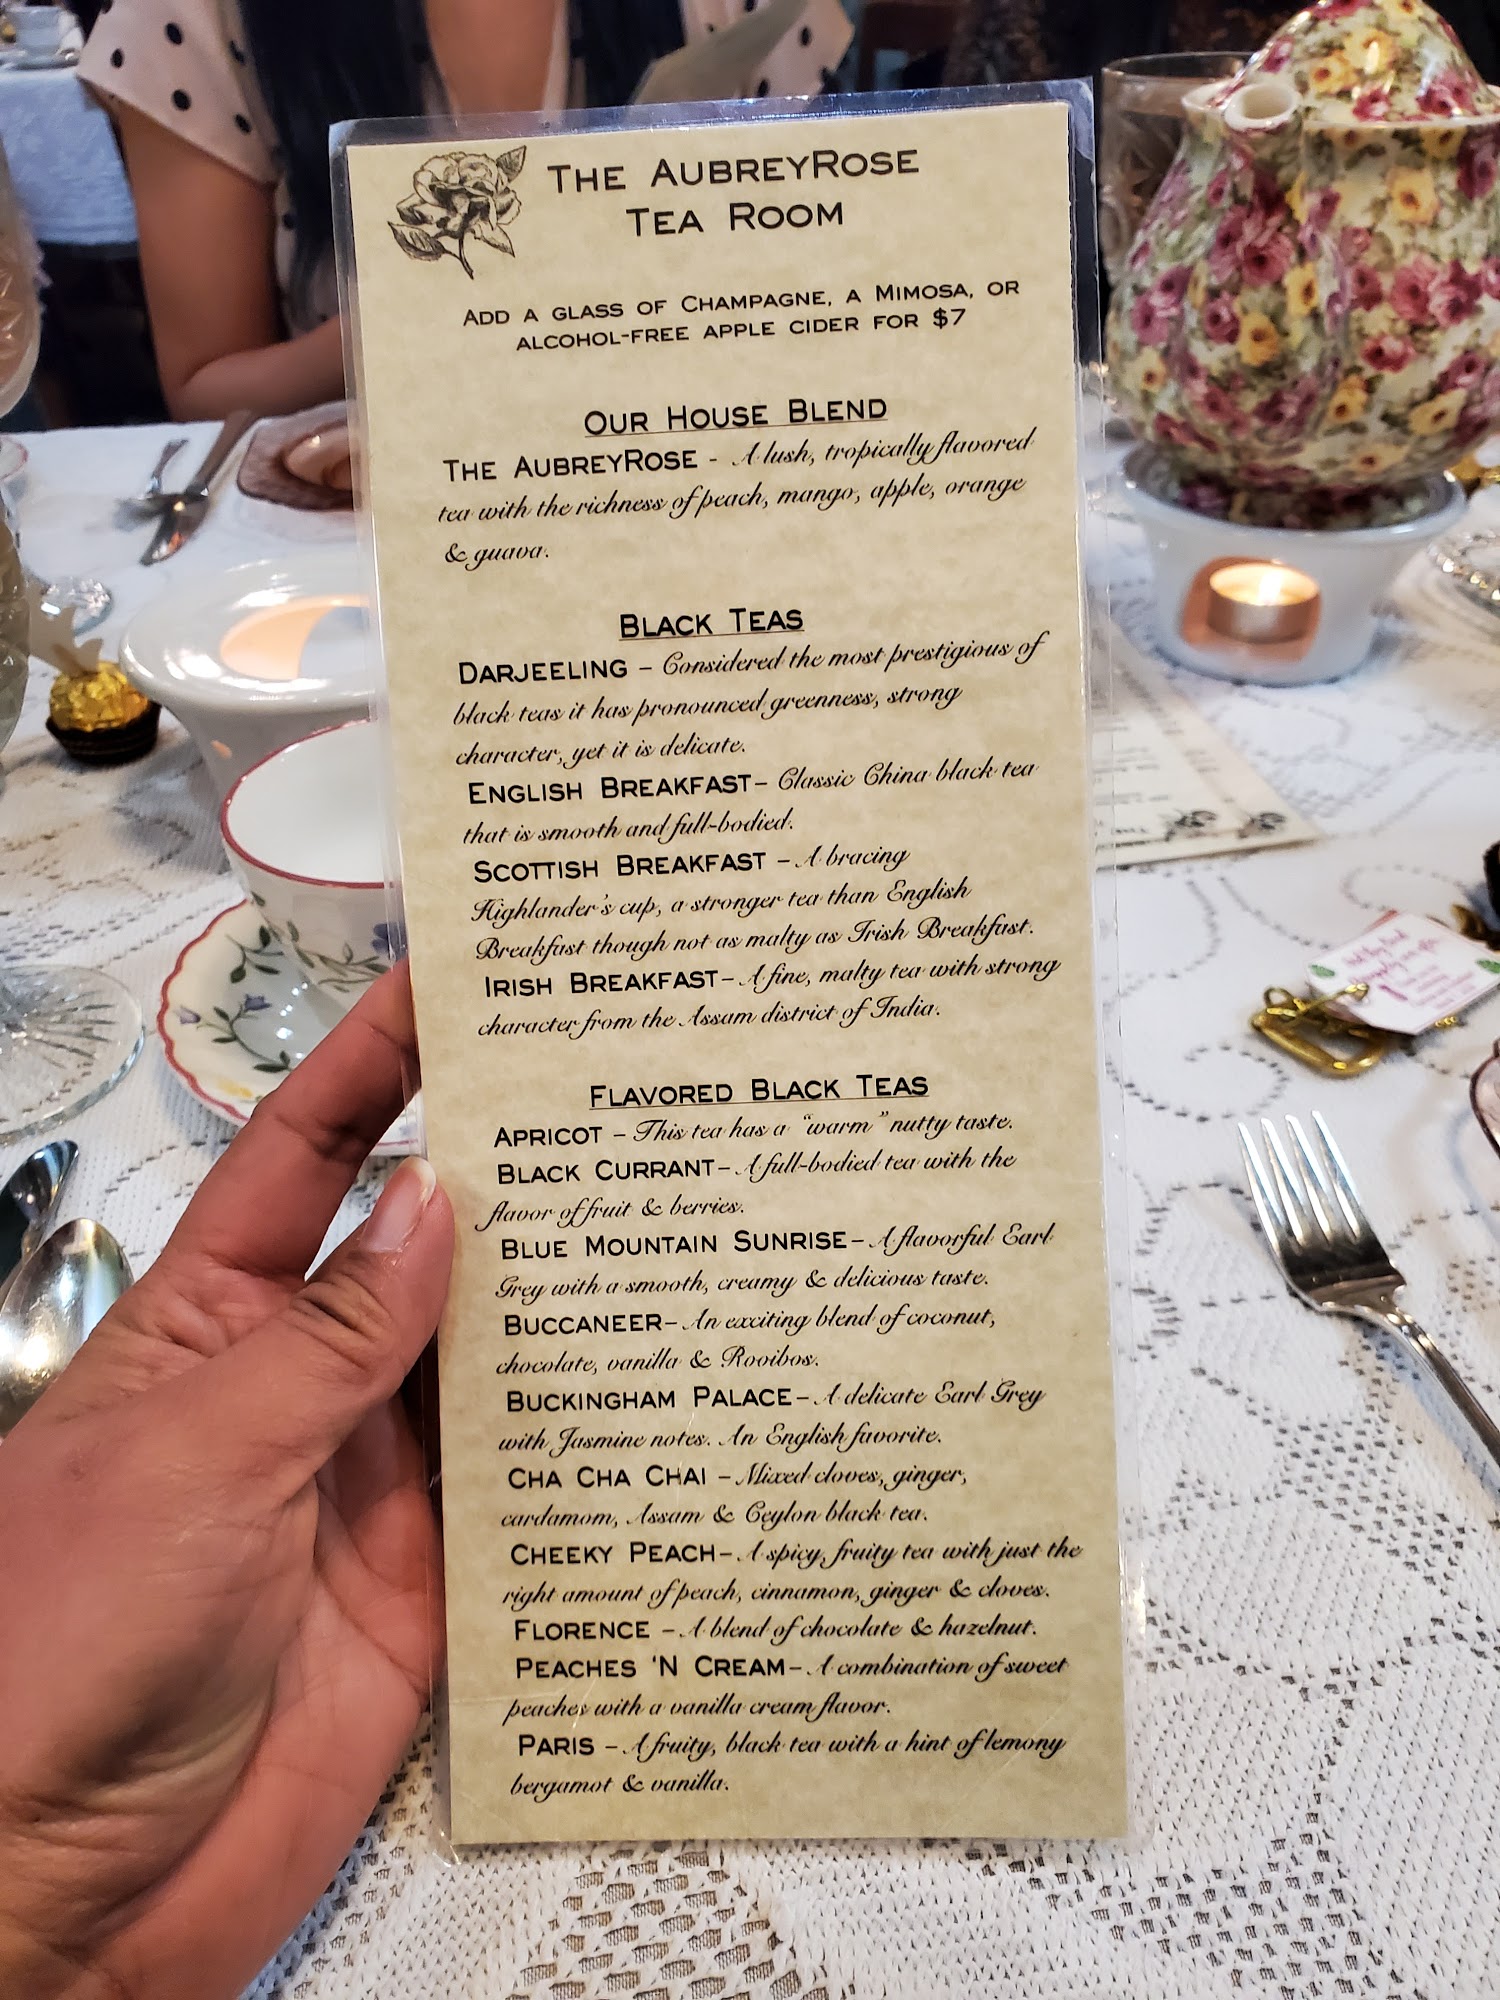 The AubreyRose
Tea Room
Add a glass of Champagne, a Mimosa, or
alcohol-free apple cider for $7
Our House Blend
The AubreyRose - A lush, tropically flavored
tea with the richness of peach, mango, apple, orange
& guava.
Black Teas
Darjeeling – Considered the most prestigious of
black teas it has pronounced greenness, strong
character, yet it is delicate.
English Breakfast– Classic China black tea
that is smooth and full-bodied.
Scottish Breakfast – A bracing
Highlander's cup, a stronger tea than English
Breakfast though not as malty as Irish Breakfast.
Irish Breakfast– A fine, malty tea with strong
character from the Assam district of India.
Flavored Black Teas
Apricot – This tea has a "warm" nutty taste.
Black Currant– A full-bodied tea with the
flavor of fruit & berries.
Blue Mountain Sunrise– A flavorful Earl
Grey with a smooth, creamy & delicious taste.
Buccaneer– An exciting blend of coconut,
chocolate, vanilla & Rooibos.
Buckingham Palace– A delicate Earl Grey
with Jasmine notes. An English favorite.
Cha Cha Chai – Mixed cloves, ginger,
cardamom, Assam & Ceylon black tea.
Cheeky Peach– A spicy, fruity tea with just the
right amount of peach, cinnamon, ginger & cloves.
Florence – A blend of chocolate & hazelnut.
Peaches 'N Cream– A combination of sweet
peaches with a vanilla cream flavor.
Paris – A fruity, black tea with a hint of lemony
bergamot & vanilla.